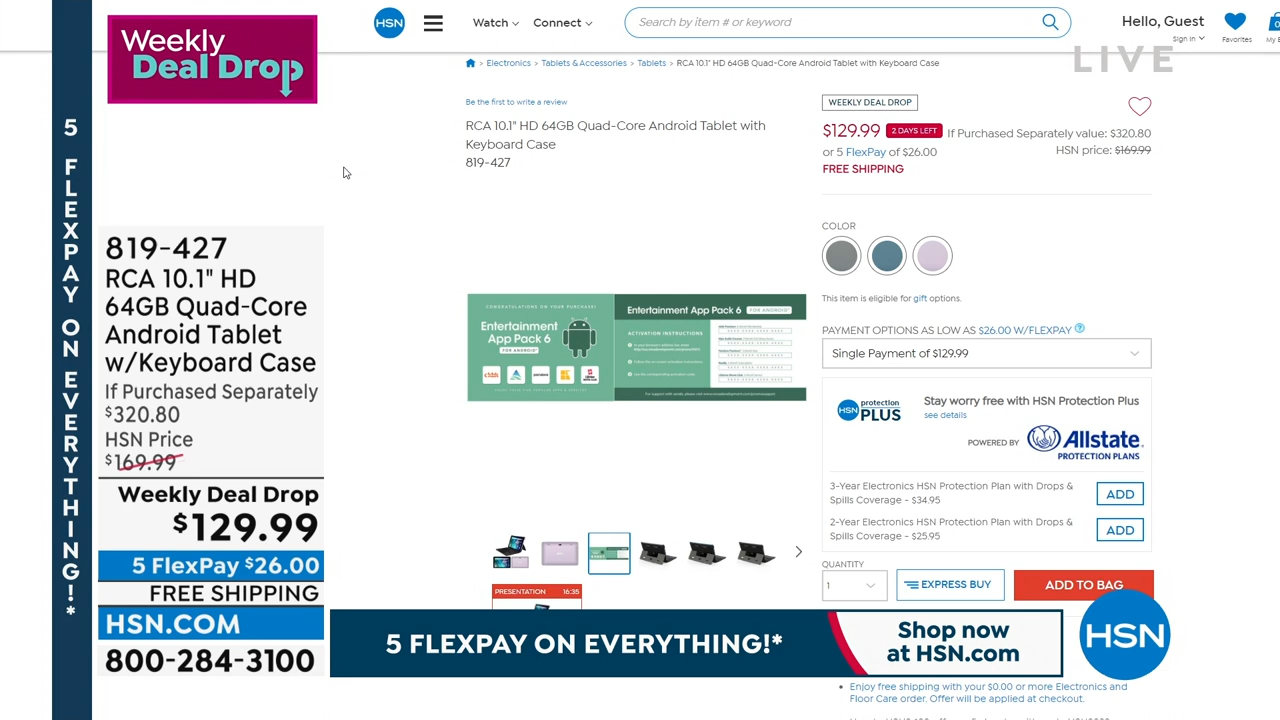 Weekly
Deal Drop
5 FLEXPAY ON EVERYTHING!*
819-427
RCA 10.1" HD
64GB Quad-Core
Android Tablet
w/Keyboard Case
If Purchased Separately
$320.80
HSN Price
$169.99
Weekly Deal Drop
$129.99
5 FlexPay $26.00
FREE SHIPPING
HSN.COM
800-284-3100
HSN
Watch
Connect
Search by item # or keyword
Hello, Guest
Sign In
Favorites
0
LIVE
> Electronics > Tablets & Accessories > Tablets > RCA 10.1" HD 64GB Quad-Core Android Tablet with Keyboard Case
Be the first to write a review
RCA 10.1" HD 64GB Quad-Core Android Tablet with
Keyboard Case
819-427
CONGRATULATIONS ON YOUR PURCHASE!
Entertainment
App Pack 6
FOR ANDROID
Entertainment App Pack 6 FOR ANDROID
ACTIVATION INSTRUCTIONS
PRESENTATION 16:35
WEEKLY DEAL DROP
$129.99 2 DAYS LEFT If Purchased Separately value: $320.80
or 5 FlexPay of $26.00 HSN price: $169.99
FREE SHIPPING
COLOR
This item is eligible for gift options.
PAYMENT OPTIONS AS LOW AS $26.00 W/FLEXPAY ?
Single Payment of $129.99
HSN protection PLUS
Stay worry free with HSN Protection Plus
see details
POWERED BY Allstate
PROTECTION PLANS
3-Year Electronics HSN Protection Plan with Drops &
Spills Coverage - $34.95
ADD
2-Year Electronics HSN Protection Plan with Drops &
Spills Coverage - $25.95
ADD
QUANTITY
1
EXPRESS BUY
ADD TO BAG
5 FLEXPAY ON EVERYTHING!*
Shop now
at HSN.com
HSN
• Enjoy free shipping with your $0.00 or more Electronics and
Floor Care order. Offer will be applied at checkout.